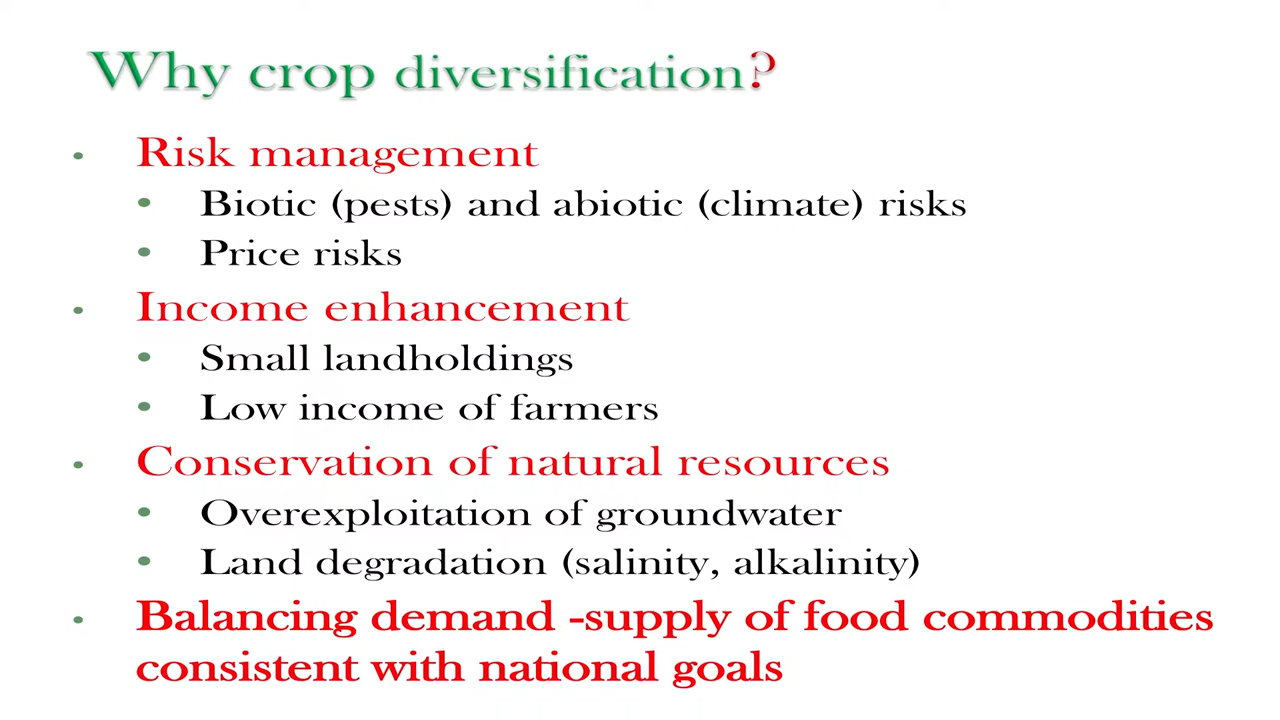 Why crop diversification?
• Risk management
• Biotic (pests) and abiotic (climate) risks
• Price risks
• Income enhancement
• Small landholdings
• Low income of farmers
• Conservation of natural resources
• Overexploitation of groundwater
• Land degradation (salinity, alkalinity)
• Balancing demand -supply of food commodities
consistent with national goals